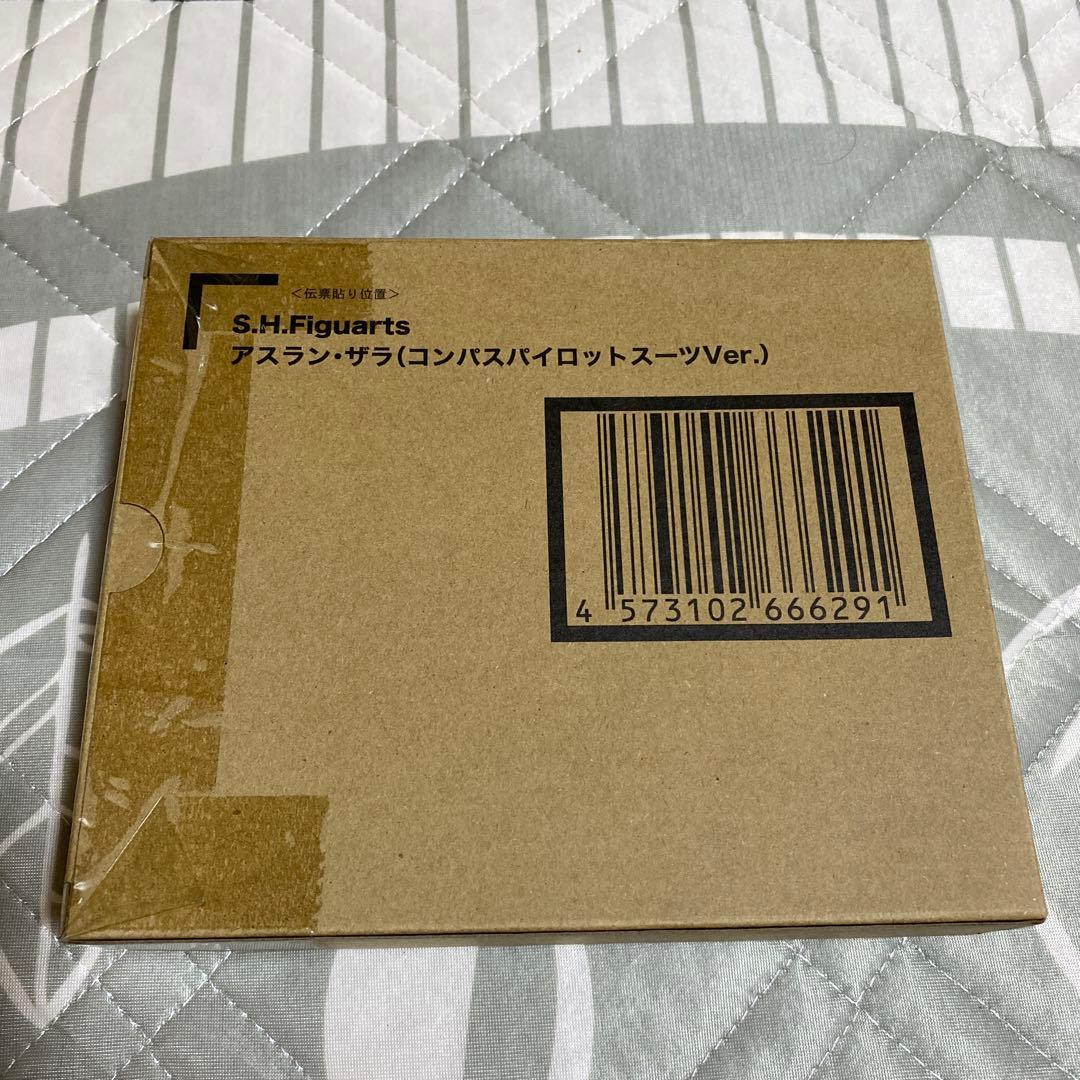 <伝票貼り位置>
S.H.Figuarts
アスラン・ザラ(コンパスパイロットスーツVer.)
4 573102 666291